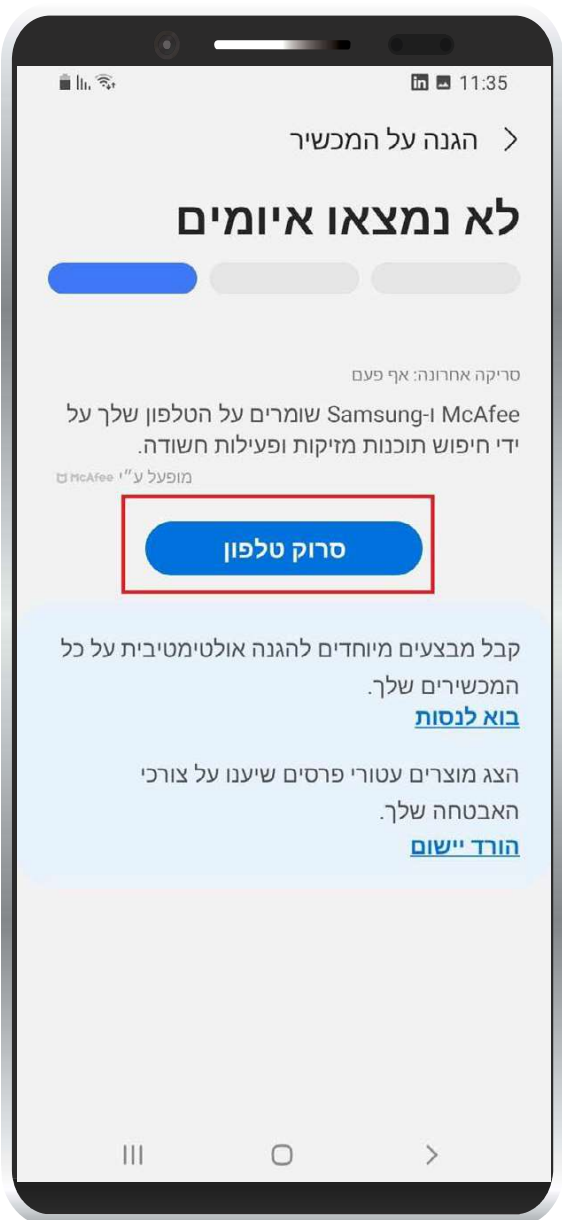 11:35
הגנה על המכשיר
לא נמצאו איומים
סריקה אחרונה: אף פעם
McAfee ו-Samsung שומרים על הטלפון שלך על
ידי חיפוש תוכנות מזיקות ופעילות חשודה.
מופעל ע״י McAfee
סרוק טלפון
קבל מבצעים מיוחדים להגנה אולטימטיבית על כל
המכשירים שלך.
בוא לנסות
הצג מוצרים עטורי פרסים שיענו על צורכי
האבטחה שלך.
הורד יישום